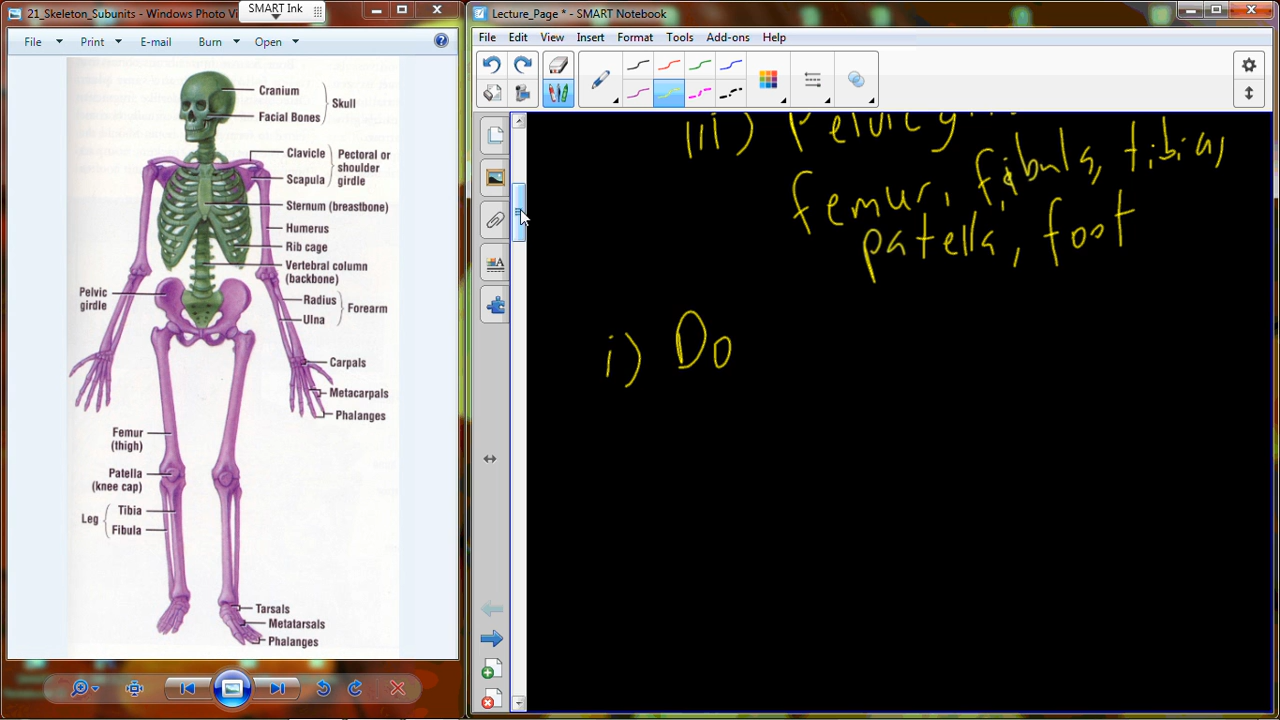 21_Skeleton_Subunits - Windows Photo Vi
SMART Ink
File Print E-mail Burn Open
Cranium
Facial Bones
Skull
Clavicle
Scapula
Pectoral or
shoulder
girdle
Sternum (breastbone)
Humerus
Rib cage
Vertebral column
(backbone)
Pelvic
girdle
Radius
Ulna
Forearm
Carpals
Metacarpals
Phalanges
Femur
(thigh)
Patella
(knee cap)
Leg
Tibia
Fibula
Tarsals
Metatarsals
Phalanges
Lecture_Page * - SMART Notebook
File Edit View Insert Format Tools Add-ons Help
iii) Pelvic
femur, fibula, tibia,
patella, foot
i) Do